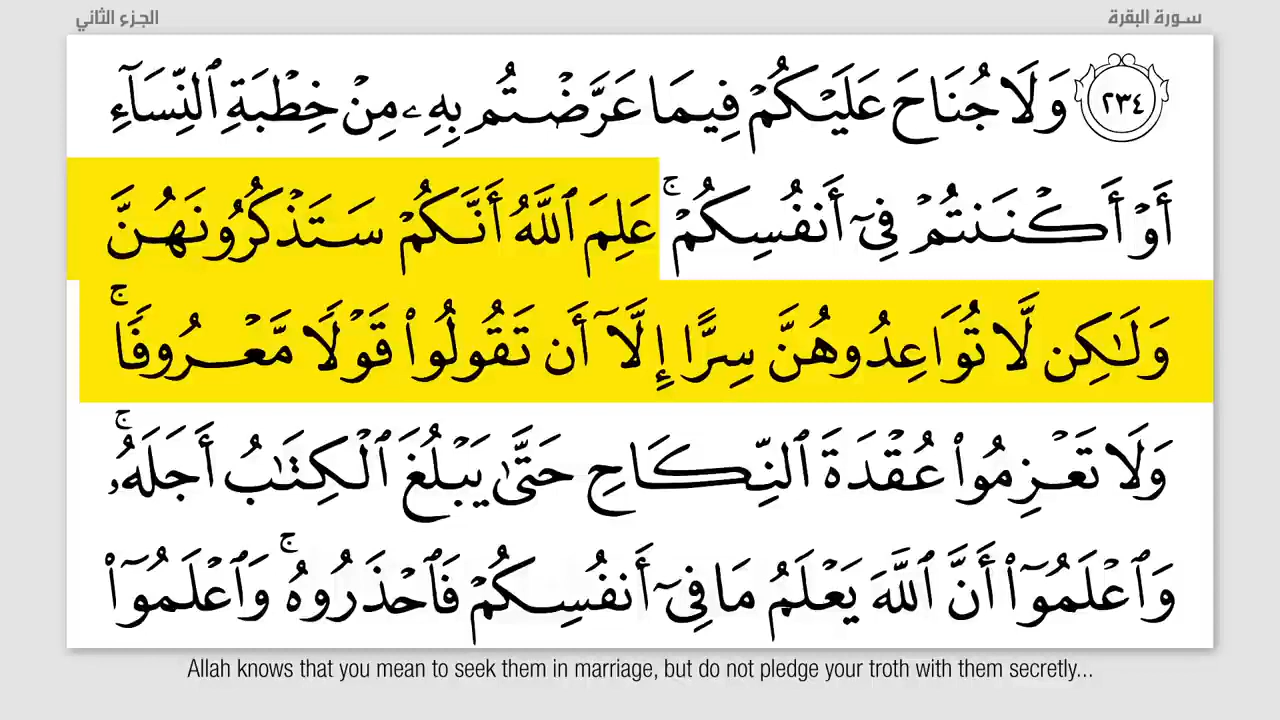 سورة البقرة
الجزء الثاني
٢٣٤ وَلَا جُنَاحَ عَلَيْكُمْ فِيمَا عَرَّضْتُم بِهِۦ مِنْ خِطْبَةِ ٱلنِّسَآءِ
أَوْ أَكْنَنتُمْ فِىٓ أَنفُسِكُمْ ۚ عَلِمَ ٱللَّهُ أَنَّكُمْ سَتَذْكُرُونَهُنَّ
وَلَـٰكِن لَّا تُوَاعِدُوهُنَّ سِرًّا إِلَّآ أَن تَقُولُوا۟ قَوْلًا مَّعْرُوفًا ۚ
وَلَا تَعْزِمُوا۟ عُقْدَةَ ٱلنِّكَاحِ حَتَّىٰ يَبْلُغَ ٱلْكِتَـٰبُ أَجَلَهُۥ ۚ
وَٱعْلَمُوٓا۟ أَنَّ ٱللَّهَ يَعْلَمُ مَا فِىٓ أَنفُسِكُمْ فَٱحْذَرُوهُ ۚ وَٱعْلَمُوٓا۟
Allah knows that you mean to seek them in marriage, but do not pledge your troth with them secretly...